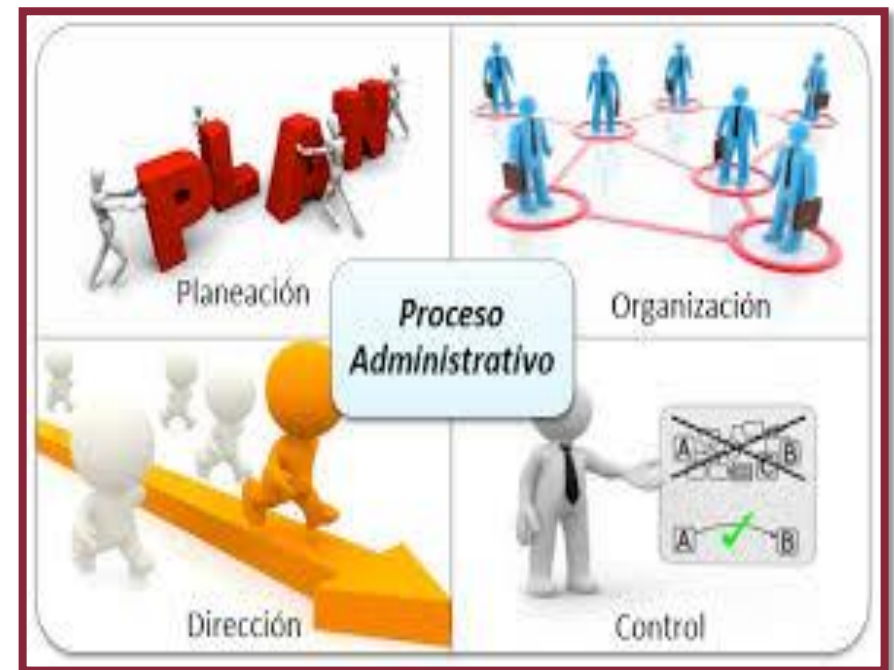 PLAN
Planeación
Organización
Proceso
Administrativo
Dirección
Control
A B
A B